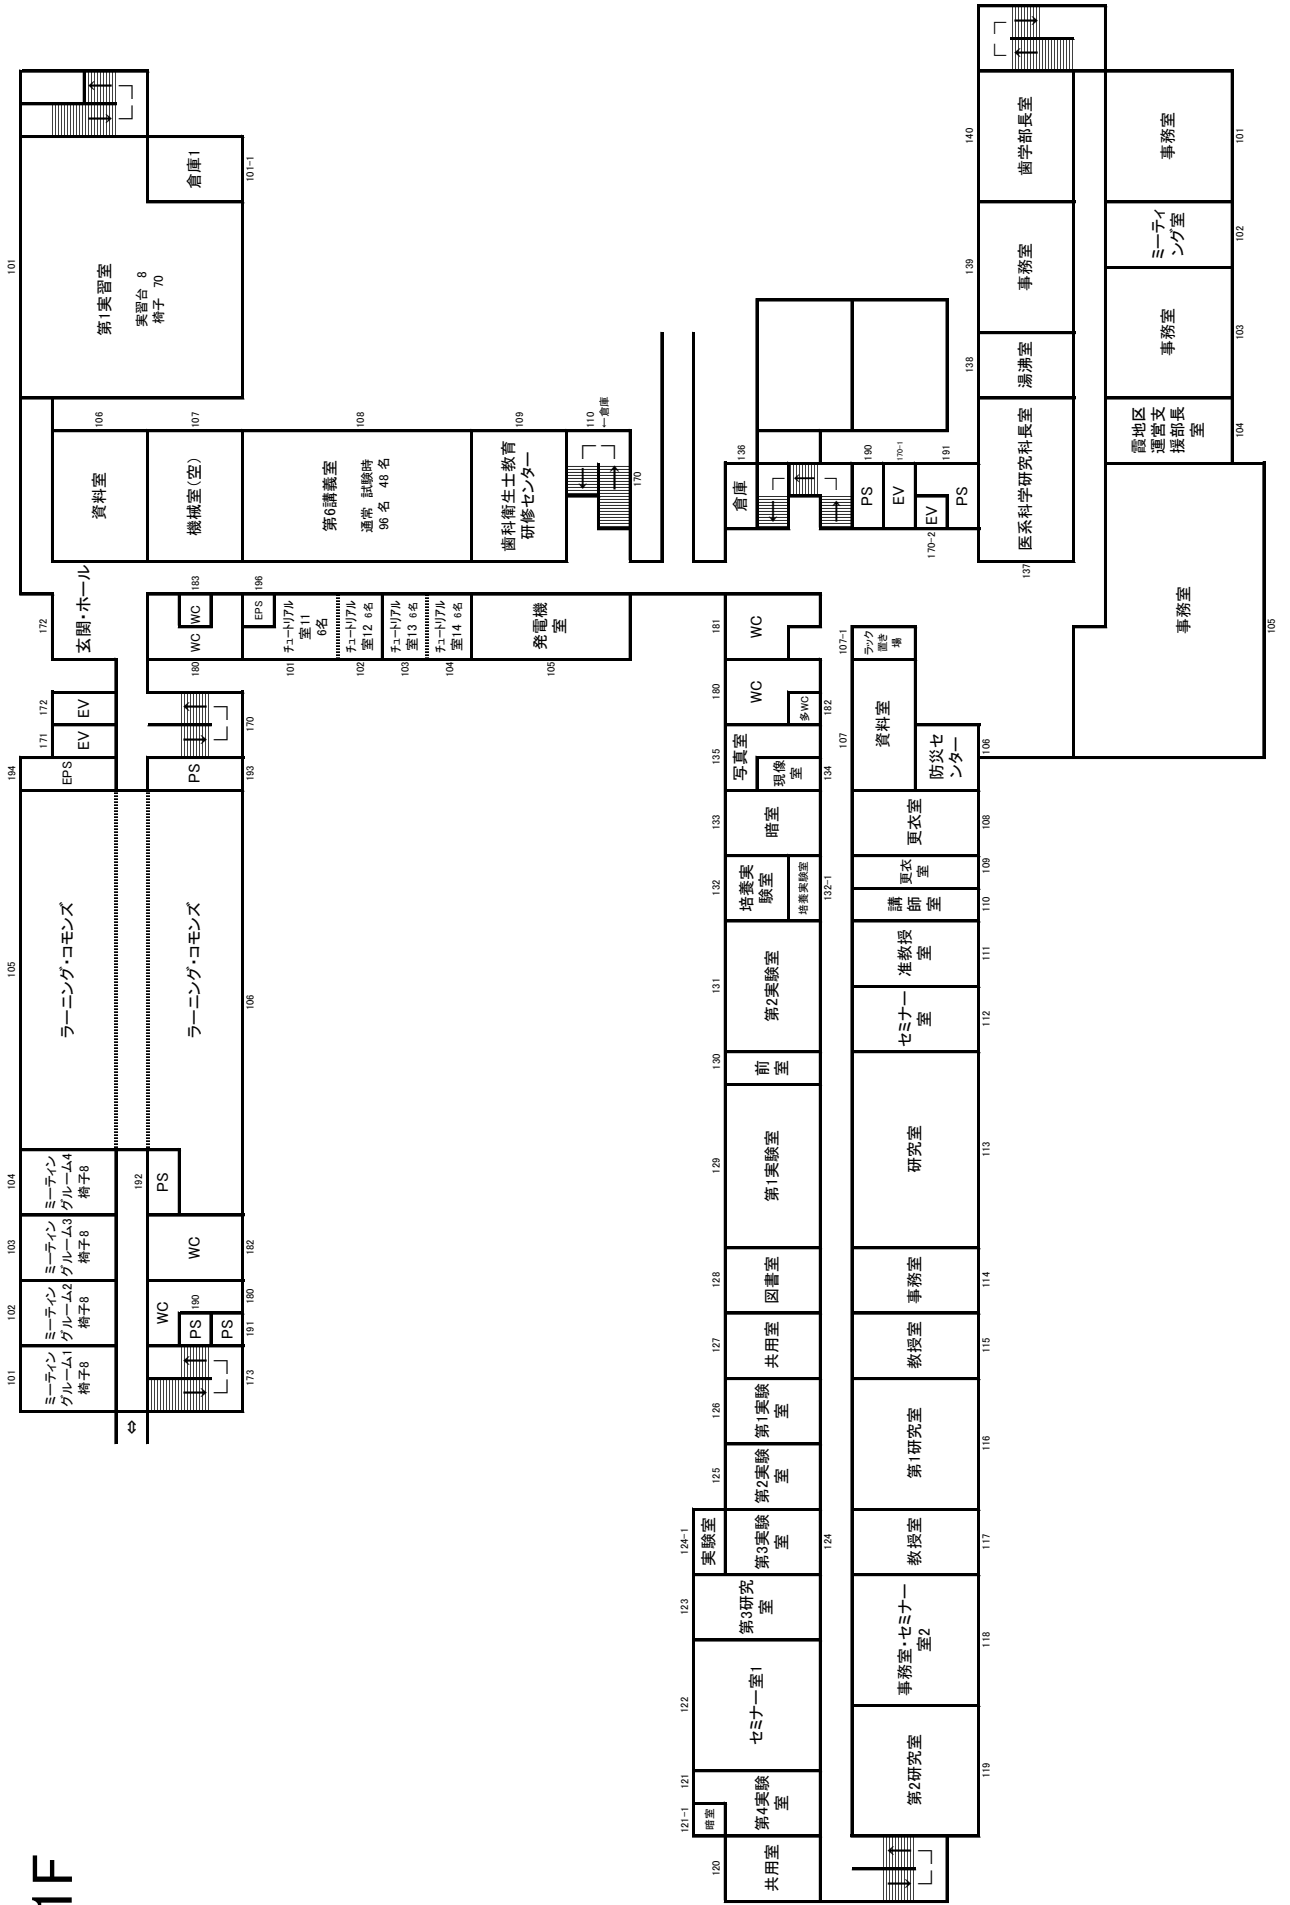 1F
101
ミーティン
グルーム1
椅子8
102
ミーティン
グルーム2
椅子8
103
ミーティン
グルーム3
椅子8
104
ミーティン
グルーム4
椅子8
105
ラーニング・コモンズ
194
EPS
171
EV
172
EV
172
玄関・ホール
101
第1実習室
実習台 8
椅子 70
倉庫1
101-1
⇔
173
WC
190
PS
PS
191
180
WC
182
192
PS
ラーニング・コモンズ
106
PS
193
170
180
WC
WC
183
EPS
196
チュートリアル
室11
6名
101
チュートリアル
室12 6名
102
チュートリアル
室13 6名
103
チュートリアル
室14 6名
104
発電機
室
105
資料室
106
機械室(空)
107
第6講義室
通常 試験時
96 名 48 名
108
歯科衛生士教育
研修センター
109
110
←倉庫
170
120
共用室
121-1
暗室
121
第4実験
室
122
セミナー室1
123
第3研究
室
124-1
実験室
第3実験
室
124
125
第2実験
室
126
第1実験
室
127
共用室
128
図書室
129
第1実験室
130
前
室
131
第2実験室
132
培養実
験室
培養実験室
132-1
133
暗室
135
写真室
現像
室
134
180
WC
多WC
182
181
WC
136
倉庫
PS
190
EV
170-1
EV
170-2
PS
191
第2研究室
119
事務室・セミナー
室2
118
教授室
117
第1研究室
116
教授室
115
事務室
114
研究室
113
セミナー
室
112
准教授
室
111
講
師
室
110
更衣
室
109
更衣室
108
107
資料室
107-1
ラック
置き
場
防災セ
ンター
106
137
医系科学研究科長室
138
湯沸室
139
事務室
140
歯学部長室
事務室
105
霞地区
運営支
援部長
室
104
事務室
103
ミーティ
ング室
102
事務室
101